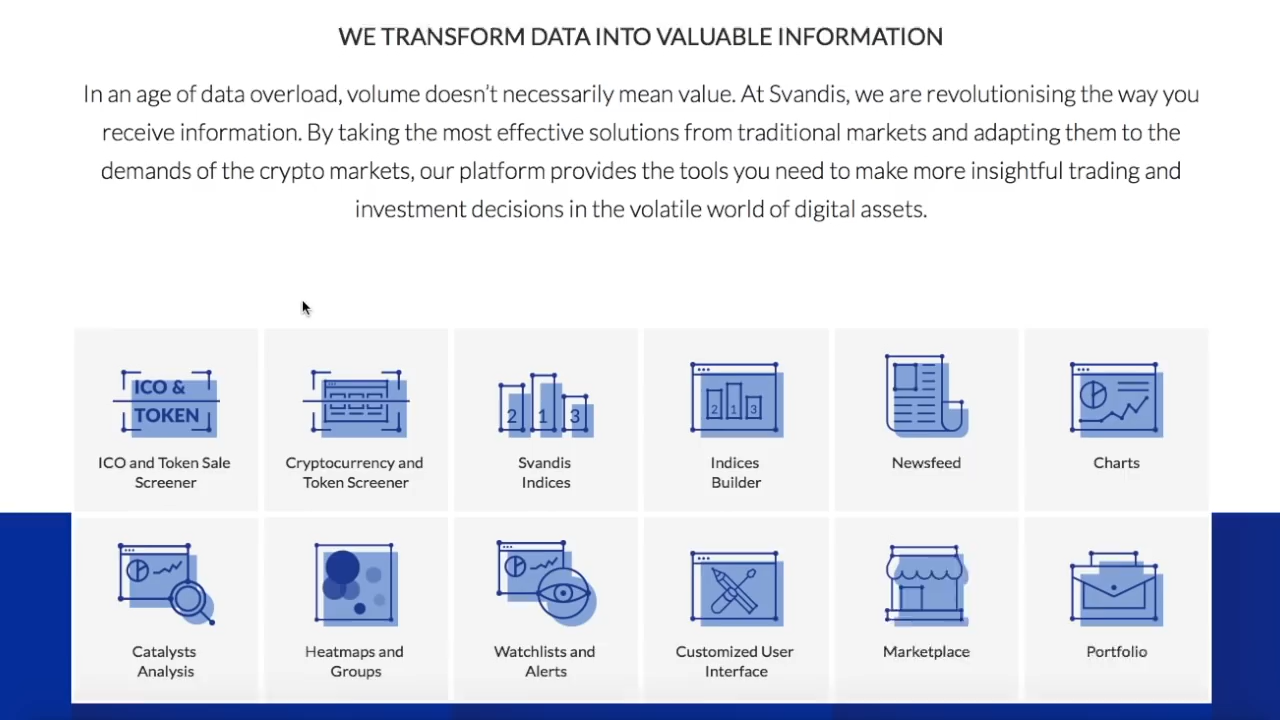 WE TRANSFORM DATA INTO VALUABLE INFORMATION
In an age of data overload, volume doesn't necessarily mean value. At Svandis, we are revolutionising the way you
receive information. By taking the most effective solutions from traditional markets and adapting them to the
demands of the crypto markets, our platform provides the tools you need to make more insightful trading and
investment decisions in the volatile world of digital assets.
ICO &
TOKEN
ICO and Token Sale
Screener
Cryptocurrency and
Token Screener
2 1 3
Svandis
Indices
2 1 3
Indices
Builder
Newsfeed
Charts
Catalysts
Analysis
Heatmaps and
Groups
Watchlists and
Alerts
Customized User
Interface
Marketplace
Portfolio